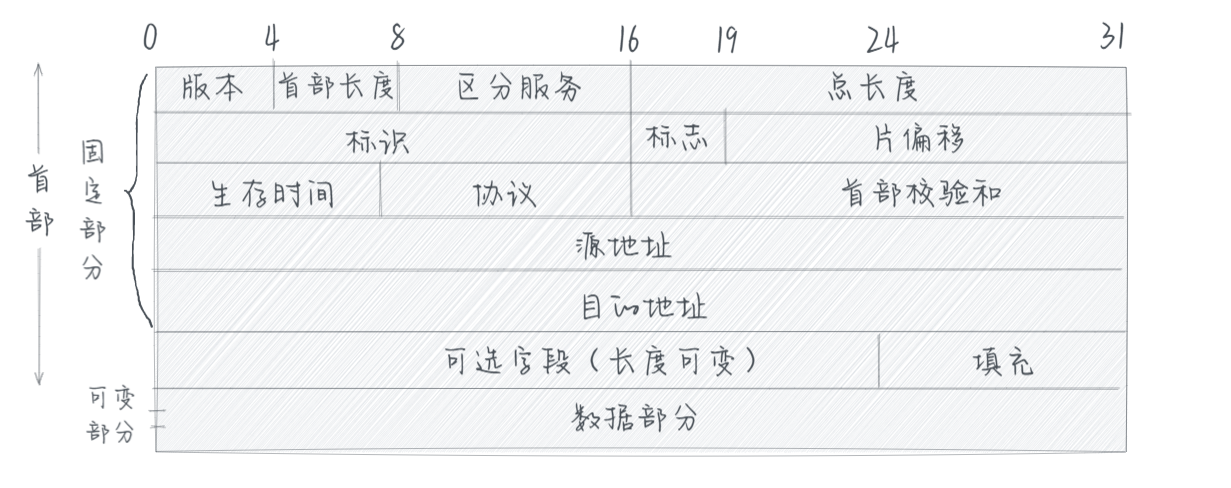 0 4 8 16 19 24 31
版本 首部长度 区分服务 总长度
标识 标志 片偏移
生存时间 协议 首部校验和
源地址
目的地址
可选字段（长度可变） 填充
数据部分
首部
固定部分
可变
部分